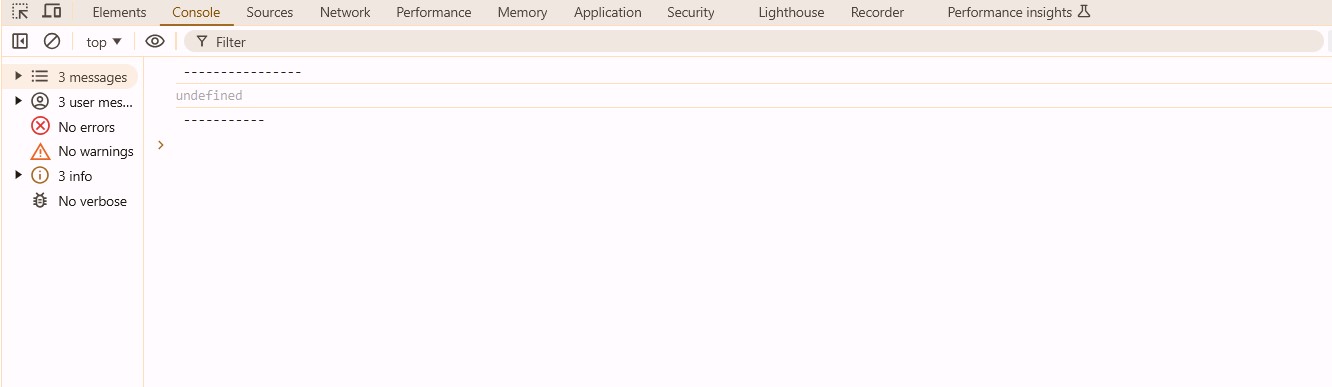 Elements Console Sources Network Performance Memory Application Security Lighthouse Recorder Performance insights
top Filter
3 messages
3 user mes...
No errors
No warnings
3 info
No verbose
----------------
undefined
-----------
>